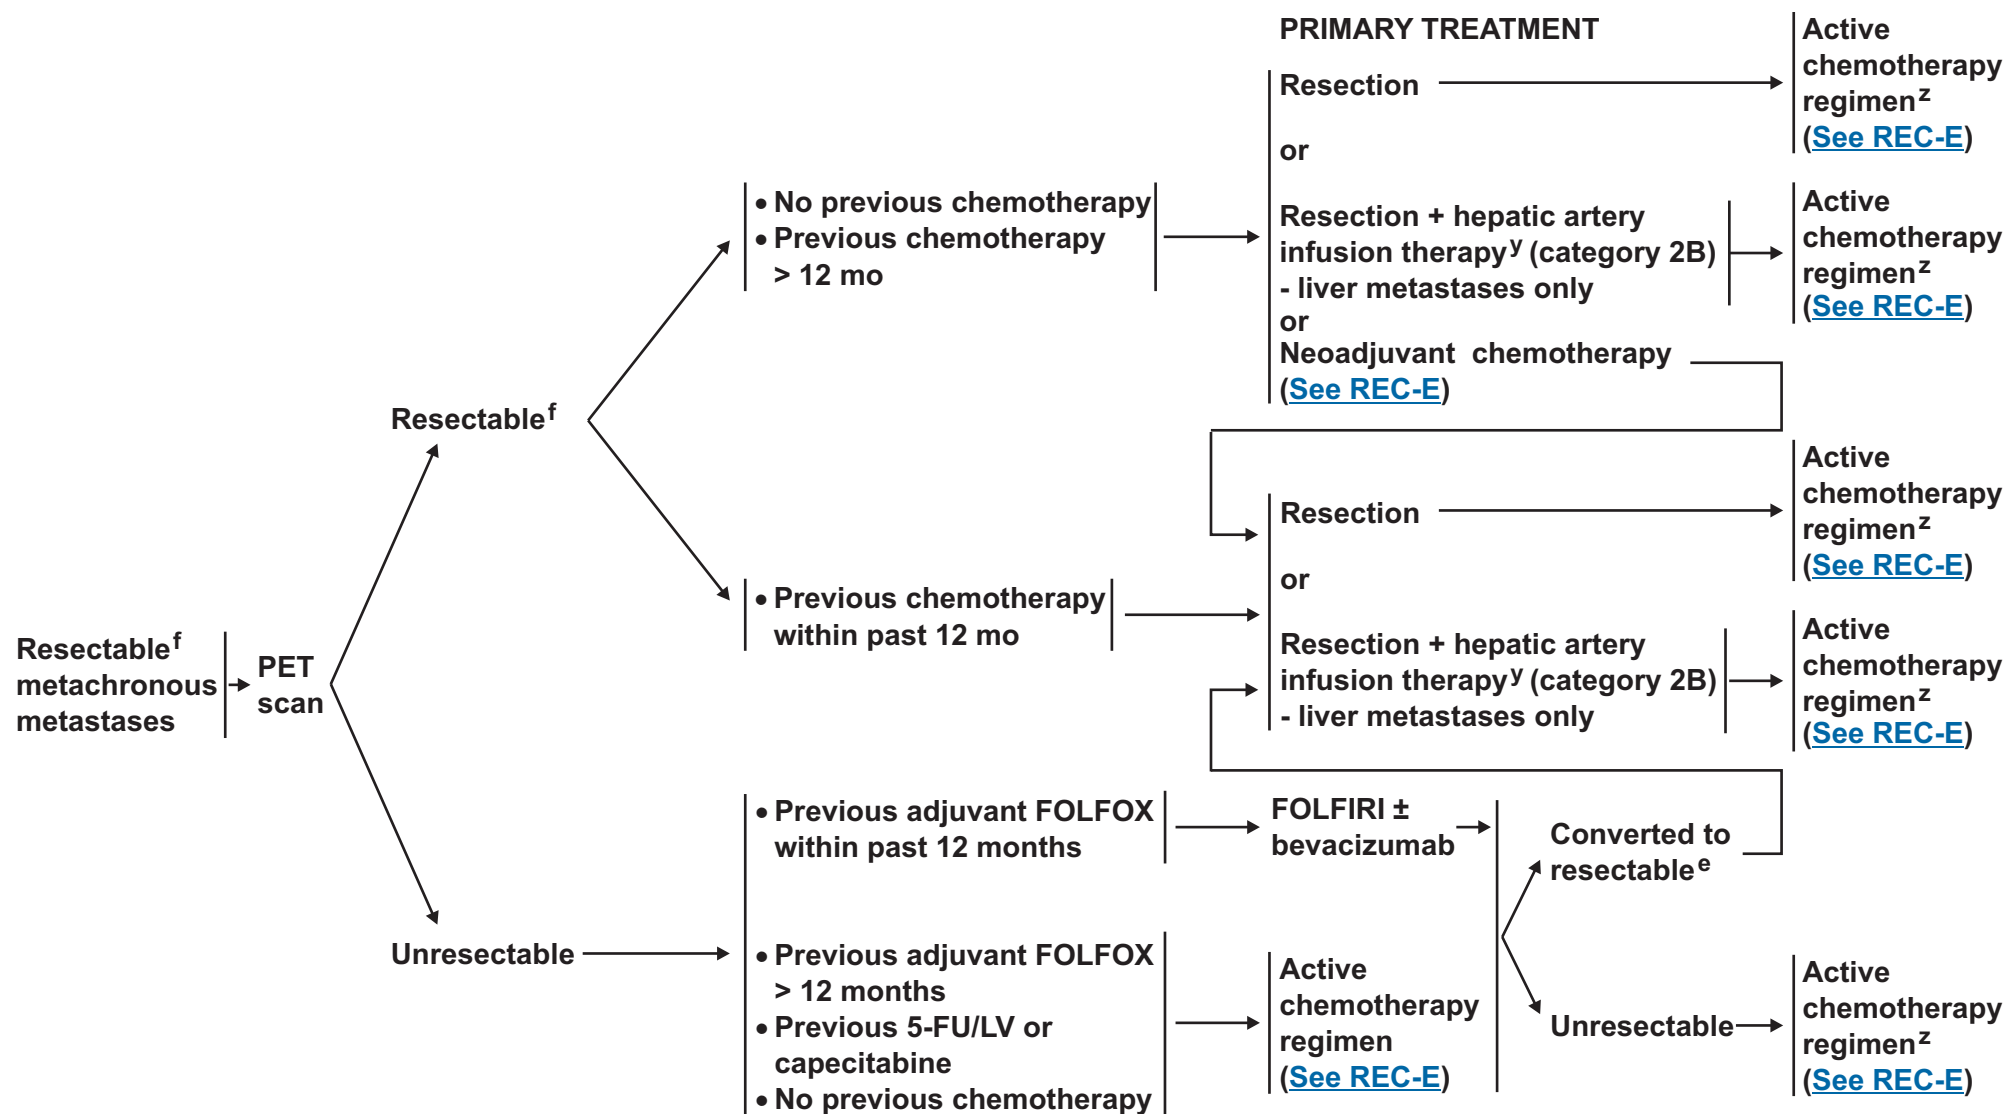 PRIMARY TREATMENT
Resection
or
Resection + hepatic artery
infusion therapyʸ (category 2B)
- liver metastases only
or
Neoadjuvant chemotherapy
(See REC-E)
Active
chemotherapy
regimenᶻ
(See REC-E)
Active
chemotherapy
regimenᶻ
(See REC-E)
• No previous chemotherapy
• Previous chemotherapy
> 12 mo
Resectableᶠ
• Previous chemotherapy
within past 12 mo
Resection
or
Resection + hepatic artery
infusion therapyʸ (category 2B)
- liver metastases only
Active
chemotherapy
regimenᶻ
(See REC-E)
Active
chemotherapy
regimenᶻ
(See REC-E)
Resectableᶠ
metachronous
metastases
PET
scan
Unresectable
• Previous adjuvant FOLFOX
within past 12 months
FOLFIRI ±
bevacizumab
• Previous adjuvant FOLFOX
> 12 months
• Previous 5-FU/LV or
capecitabine
• No previous chemotherapy
Active
chemotherapy
regimen
(See REC-E)
Converted to
resectableᵉ
Unresectable
Active
chemotherapy
regimenᶻ
(See REC-E)